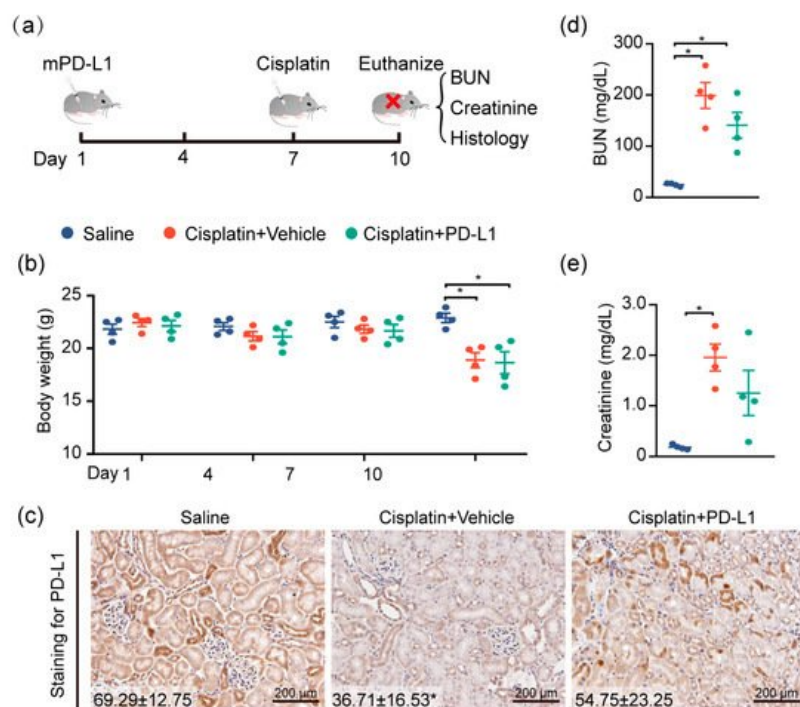 (a)
mPD-L1
Cisplatin
Euthanize
BUN
Creatinine
Histology
Day 1 4 7 10
(d)
BUN (mg/dL)
300
200
100
0
*
*
Saline Cisplatin+Vehicle Cisplatin+PD-L1
(b)
Body weight (g)
25
20
15
10
*
*
Day 1 4 7 10
(e)
Creatinine (mg/dL)
3.0
2.0
1.0
0
*
(c)
Saline Cisplatin+Vehicle Cisplatin+PD-L1
Staining for PD-L1
69.29±12.75 200 μm
36.71±16.53* 200 μm
54.75±23.25 200 μm